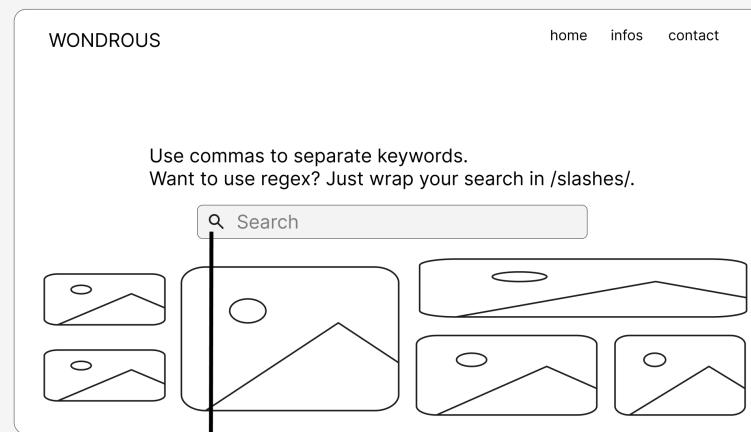 WONDROUS
home infos contact
Use commas to separate keywords.
Want to use regex? Just wrap your search in /slashes/.
Search